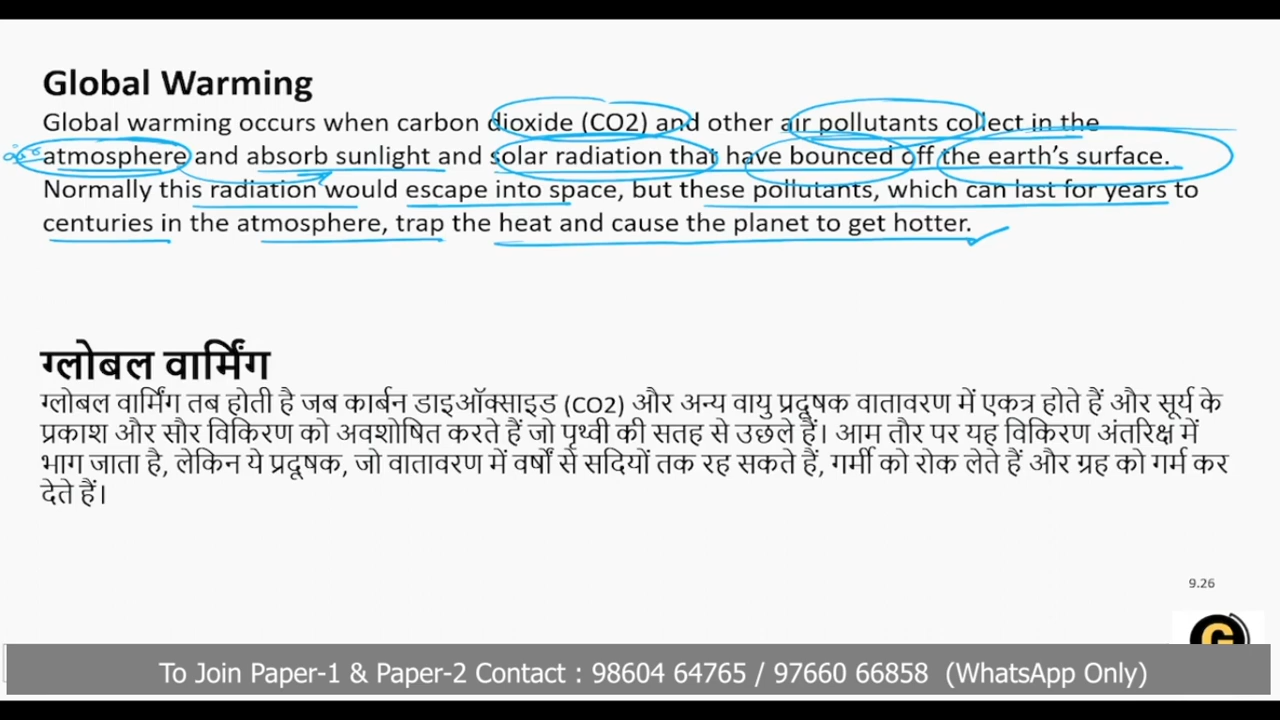 Global Warming
Global warming occurs when carbon dioxide (CO2) and other air pollutants collect in the
atmosphere and absorb sunlight and solar radiation that have bounced off the earth's surface.
Normally this radiation would escape into space, but these pollutants, which can last for years to
centuries in the atmosphere, trap the heat and cause the planet to get hotter.
ग्लोबल वार्मिंग
ग्लोबल वार्मिंग तब होती है जब कार्बन डाइऑक्साइड (CO2) और अन्य वायु प्रदूषक वातावरण में एकत्र होते हैं और सूर्य के
प्रकाश और सौर विकिरण को अवशोषित करते हैं जो पृथ्वी की सतह से उछले हैं। आम तौर पर यह विकिरण अंतरिक्ष में
भाग जाता है, लेकिन ये प्रदूषक, जो वातावरण में वर्षों से सदियों तक रह सकते हैं, गर्मी को रोक लेते हैं और ग्रह को गर्म कर
देते हैं।
9.26
G
To Join Paper-1 & Paper-2 Contact : 98604 64765 / 97660 66858 (WhatsApp Only)